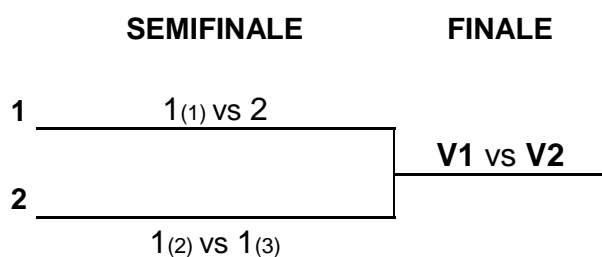 SEMIFINALE FINALE
1 1(1) vs 2
V1 vs V2
2
1(2) vs 1(3)